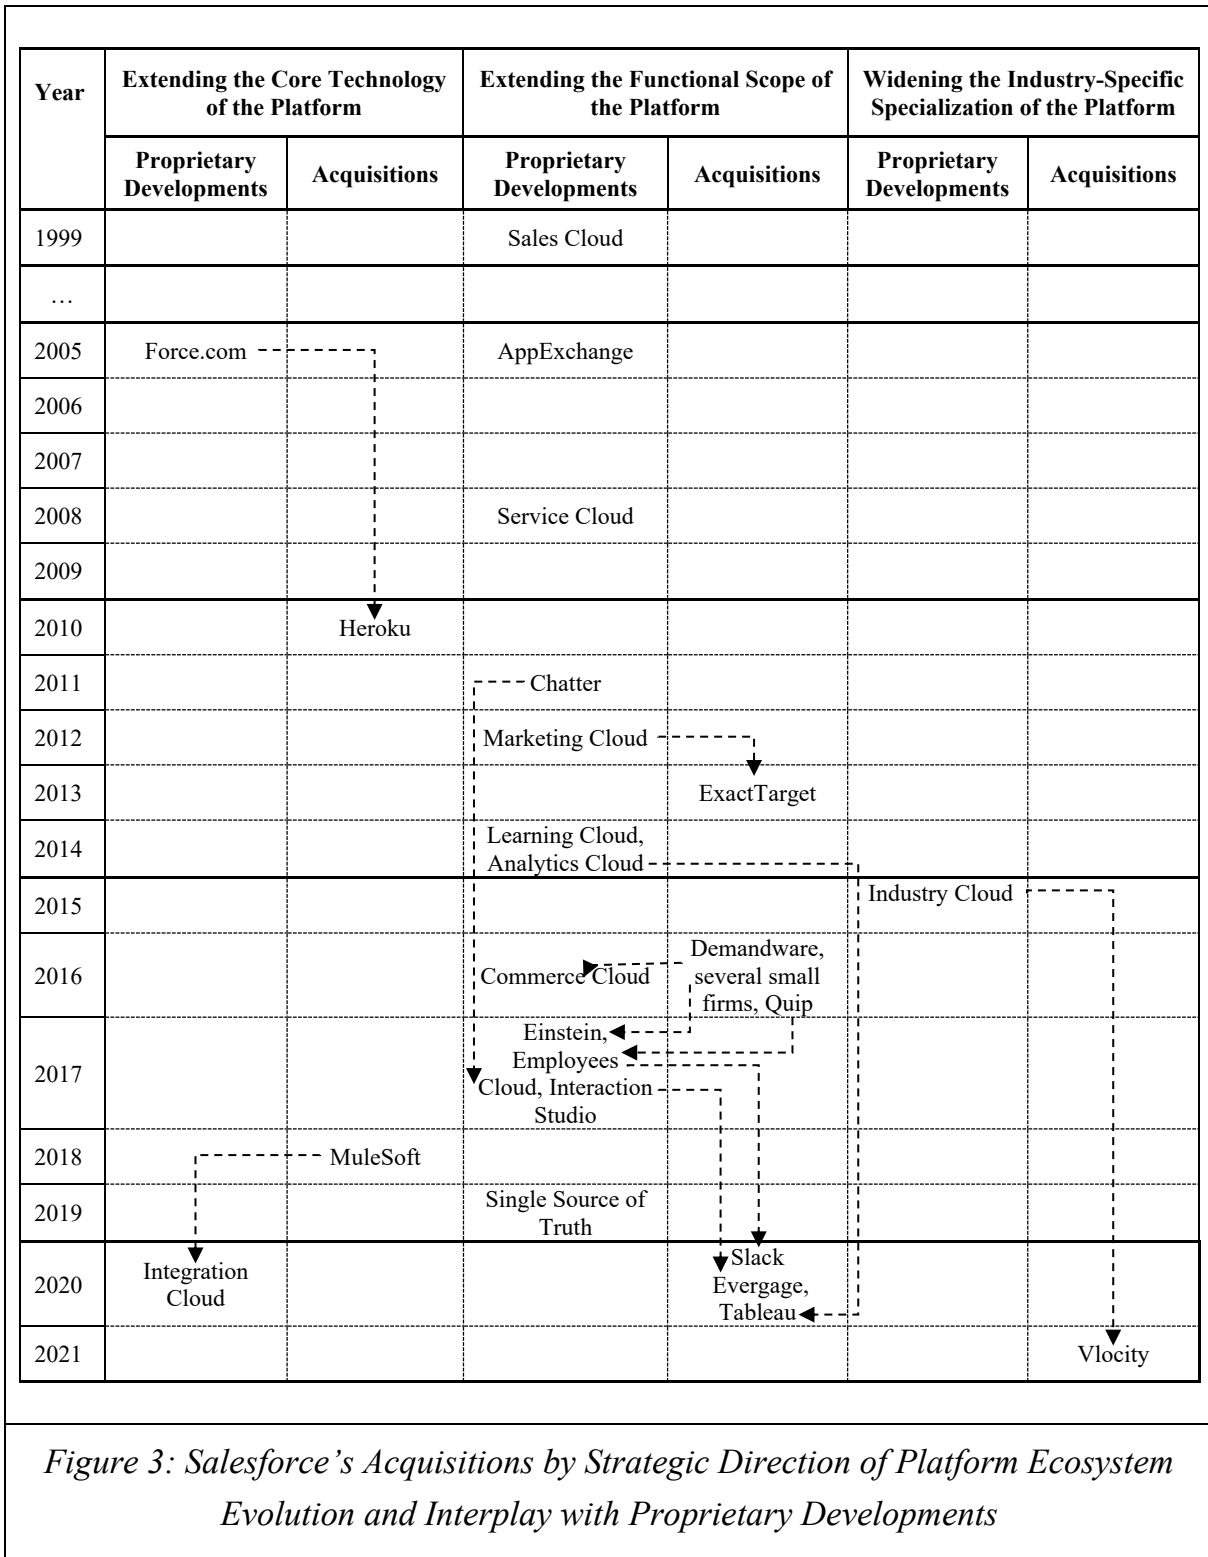 Year
Extending the Core Technology
of the Platform
Extending the Functional Scope of
the Platform
Widening the Industry-Specific
Specialization of the Platform
Proprietary
Developments
Acquisitions
Proprietary
Developments
Acquisitions
Proprietary
Developments
Acquisitions
1999
Sales Cloud
…
2005
Force.com
AppExchange
2006
2007
2008
Service Cloud
2009
2010
Heroku
2011
Chatter
2012
Marketing Cloud
2013
ExactTarget
2014
Learning Cloud,
Analytics Cloud
2015
Industry Cloud
2016
Commerce Cloud
Demandware,
several small
firms, Quip
2017
Einstein,
Employees
Cloud, Interaction
Studio
2018
MuleSoft
2019
Single Source of
Truth
2020
Integration
Cloud
Slack
Evergage,
Tableau
2021
Vlocity
Figure 3: Salesforce’s Acquisitions by Strategic Direction of Platform Ecosystem
Evolution and Interplay with Proprietary Developments